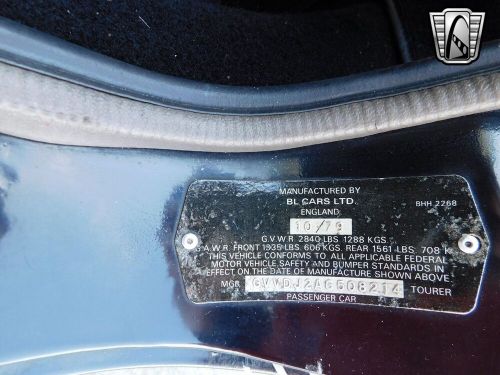 MANUFACTURED BY
BL CARS LTD. BHH 2268
ENGLAND
10/79
G.V.W.R. 2840 LBS 1288 KGS.
G.A.W.R. FRONT 1335 LBS 606 KGS. REAR 1561 LBS. 708
THIS VEHICLE CONFORMS TO ALL APPLICABLE FEDERAL
MOTOR VEHICLE SAFETY AND BUMPER STANDARDS IN
EFFECT ON THE DATE OF MANUFACTURE SHOWN ABOVE.
MGB GVVDJ2AG508214 TOURER
PASSENGER CAR